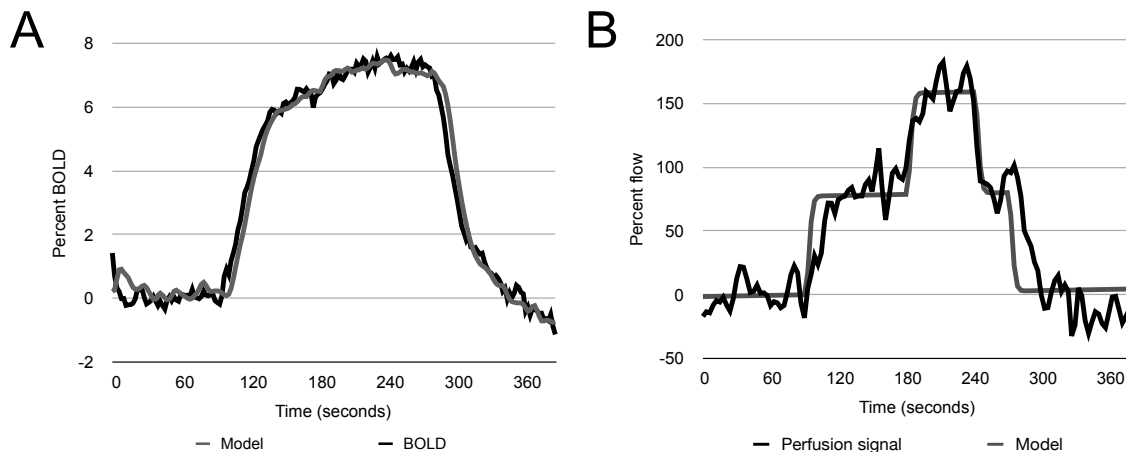 A
8
6
4
2
0
-2
Percent BOLD
0 60 120 180 240 300 360
Time (seconds)
Model BOLD
B
200
150
100
50
0
-50
Percent flow
0 60 120 180 240 300 360
Time (seconds)
Perfusion signal Model